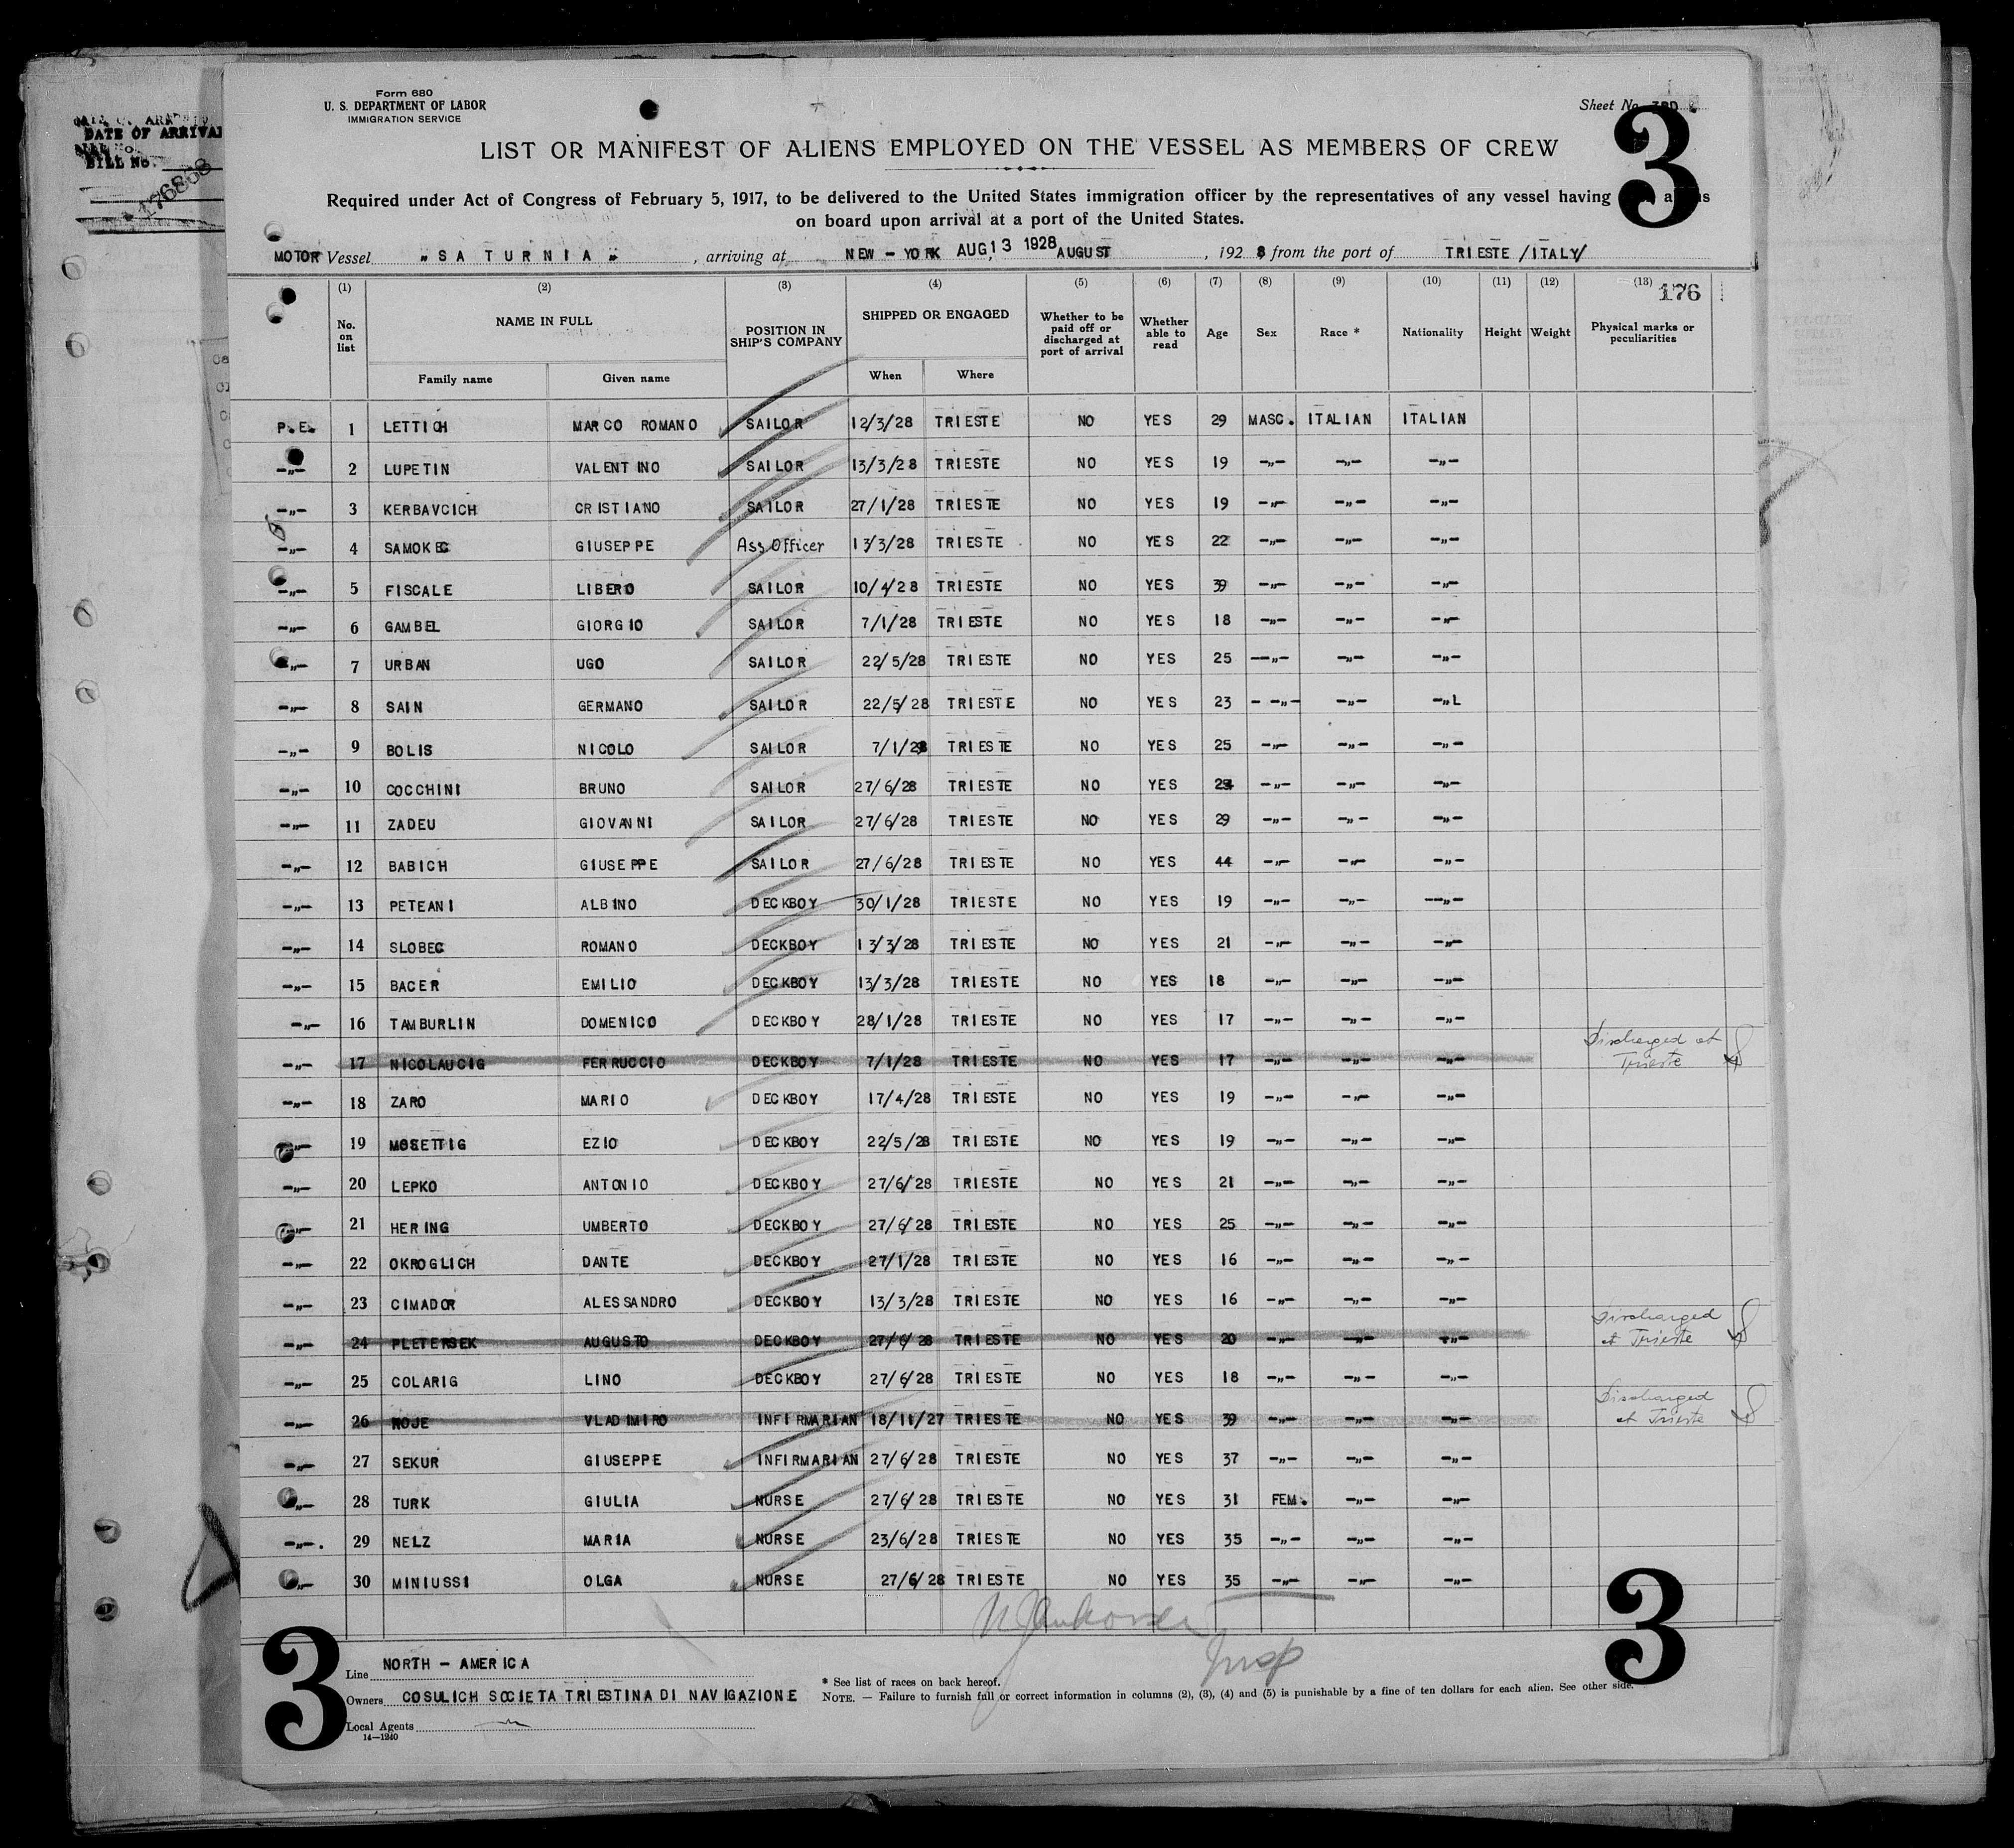 Form 680
U. S. DEPARTMENT OF LABOR
IMMIGRATION SERVICE
Sheet No. 3RD
3
DATE OF ARRIVAL
BILL No.
176868
LIST OR MANIFEST OF ALIENS EMPLOYED ON THE VESSEL AS MEMBERS OF CREW
Required under Act of Congress of February 5, 1917, to be delivered to the United States immigration officer by the representatives of any vessel having
on board upon arrival at a port of the United States.
MOTOR Vessel „SATURNIA„ , arriving at NEW-YORK AUG 13 1928 AUGUST , 192 8 from the port of TRIESTE/ITALY/
(1) (2) (3) (4) (5) (6) (7) (8) (9) (10) (11) (12) (13) 176
No. on list NAME IN FULL POSITION IN SHIP'S COMPANY SHIPPED OR ENGAGED Whether to be paid off or discharged at port of arrival Whether able to read Age Sex Race * Nationality Height Weight Physical marks or peculiarities
Family name Given name When Where
P.E. 1 LETTICH MARCO ROMANO SAILOR 12/3/28 TRIESTE NO YES 29 MASC. ITALIAN ITALIAN
-„- 2 LUPETIN VALENTINO SAILOR 13/3/28 TRIESTE NO YES 19 -„- -„- -„-
-„- 3 KERBAVCICH CRISTIANO SAILOR 27/1/28 TRIESTE NO YES 19 -„- -„- -„-
-„- 4 SAMOKEC GIUSEPPE Ass Officer 13/3/28 TRIESTE NO YES 22 -„- -„- -„-
-„- 5 FISCALE LIBERO SAILOR 10/4/28 TRIESTE NO YES 39 -„- -„- -„-
-„- 6 GAMBEL GIORGIO SAILOR 7/1/28 TRIESTE NO YES 18 -„- -„- -„-
-„- 7 URBAN UGO SAILOR 22/5/28 TRIESTE NO YES 25 --„- -„- -„-
-„- 8 SAIN GERMANO SAILOR 22/5/28 TRIESTE NO YES 23 - -„- -„- -„L
-„- 9 BOLIS NICOLO SAILOR 7/1/28 TRIESTE NO YES 25 -„- -„- -„-
-„- 10 COCCHINI BRUNO SAILOR 27/6/28 TRIESTE NO YES -„- -„- -„-
-„- 11 ZADEU GIOVANNI SAILOR 27/6/28 TRIESTE NO YES 29 -„- -„- -„-
-„- 12 BABICH GIUSEPPE SAILOR 27/6/28 TRIESTE NO YES 44 -„- -„- -„-
-„- 13 PETEANI ALBINO DECKBOY 30/1/28 TRIESTE NO YES 19 -„- -„- --„-
-„- 14 SLOBEC ROMANO DECKBOY 13/3/28 TRIESTE NO YES 21 -„- -„- -„-
-„- 15 BACER EMILIO DECKBOY 13/3/28 TRIESTE NO YES 18 -„- -„- -„-
-„- 16 TAMBURLIN DOMENICO DECKBOY 28/1/28 TRIESTE NO YES 17 -„- -„- -„-
-„- 17 NICOLAUCIG FERRUCCIO DECKBOY 7/1/28 TRIESTE NO YES 17 -„- -„- -„- Discharged at Trieste
-„- 18 ZARO MARIO DECKBOY 17/4/28 TRIESTE NO YES 19 -„- -„- -„-
-„- 19 MOSETTIG EZIO DECKBOY 22/5/28 TRIESTE NO YES 19 -„- -„- -„-
-„- 20 LEPKO ANTONIO DECKBOY 27/6/28 TRIESTE NO YES 21 -„- -„- -„-
-„- 21 HERING UMBERTO DECKBOY 27/6/28 TRIESTE NO YES 25 -„- -„- -„-
-„- 22 OKROGLICH DANTE DECKBOY 27/1/28 TRIESTE NO YES 16 -„- -„- -„-
-„- 23 CIMADOR ALESSANDRO DECKBOY 13/3/28 TRIESTE NO YES 16 -„- -„- -„-
-„- 24 PLETERSEK AUGUSTO DECKBOY 27/6/28 TRIESTE NO YES 20 -„- -„- -„- Discharged at Trieste
-„- 25 COLARIG LINO DECKBOY 27/6/28 TRIESTE NO YES 18 -„- -„- -„-
-„- 26 NOJE VLADIMIRO INFIRMARIAN 18/11/27 TRIESTE NO YES 39 -„- -„- -„- Discharged at Trieste
-„- 27 SEKUR GIUSEPPE INFIRMARIAN 27/6/28 TRIESTE NO YES 37 -„- -„- -„-
-„- 28 TURK GIULIA NURSE 27/6/28 TRIESTE NO YES 31 FEM. -„- -„-
-„-. 29 NELZ MARIA NURSE 23/6/28 TRIESTE NO YES 35 -„- -„- -„-
-„- 30 MINIUSSI OLGA NURSE 27/6/28 TRIESTE NO YES 35 -„- -„- -„-
Insp
3
3
Line NORTH - AMERICA
Owners COSULICH SOCIETA TRIESTINA DI NAVIGAZIONE
Local Agents
14—1240
* See list of races on back hereof.
NOTE. — Failure to furnish full or correct information in columns (2), (3), (4) and (5) is punishable by a fine of ten dollars for each alien. See other side.